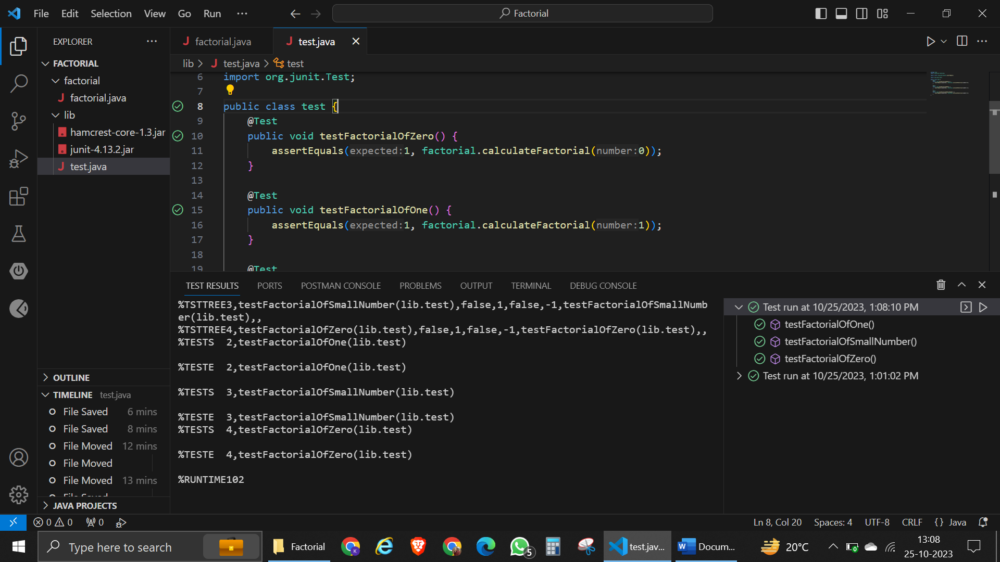 File Edit Selection View Go Run ···
Factorial
EXPLORER ···
FACTORIAL
factorial
factorial.java
lib
hamcrest-core-1.3.jar
junit-4.13.2.jar
test.java
OUTLINE
TIMELINE test.java
File Saved 6 mins
File Saved 8 mins
File Moved 12 mins
File Moved
File Moved 13 mins
File Saved
JAVA PROJECTS
factorial.java
test.java
lib > test.java > test
6 import org.junit.Test;
7
8 public class test {
9 @Test
10 public void testFactorialOfZero() {
11 assertEquals(expected:1, factorial.calculateFactorial(number:0));
12 }
13
14 @Test
15 public void testFactorialOfOne() {
16 assertEquals(expected:1, factorial.calculateFactorial(number:1));
17 }
18
19 @Test
TEST RESULTS PORTS POSTMAN CONSOLE PROBLEMS OUTPUT TERMINAL DEBUG CONSOLE
%TSTTREE3,testFactorialOfSmallNumber(lib.test),false,1,false,-1,testFactorialOfSmallNumb
er(lib.test),,
%TSTTREE4,testFactorialOfZero(lib.test),false,1,false,-1,testFactorialOfZero(lib.test),,
%TESTS 2,testFactorialOfOne(lib.test)
%TESTE 2,testFactorialOfOne(lib.test)
%TESTS 3,testFactorialOfSmallNumber(lib.test)
%TESTE 3,testFactorialOfSmallNumber(lib.test)
%TESTS 4,testFactorialOfZero(lib.test)
%TESTE 4,testFactorialOfZero(lib.test)
%RUNTIME102
Test run at 10/25/2023, 1:08:10 PM
testFactorialOfOne()
testFactorialOfSmallNumber()
testFactorialOfZero()
Test run at 10/25/2023, 1:01:02 PM
0 0 0
Ln 8, Col 20 Spaces: 4 UTF-8 CRLF {} Java
Type here to search
Factorial
K
5
test.jav...
W Docum...
20°C
13:08
25-10-2023